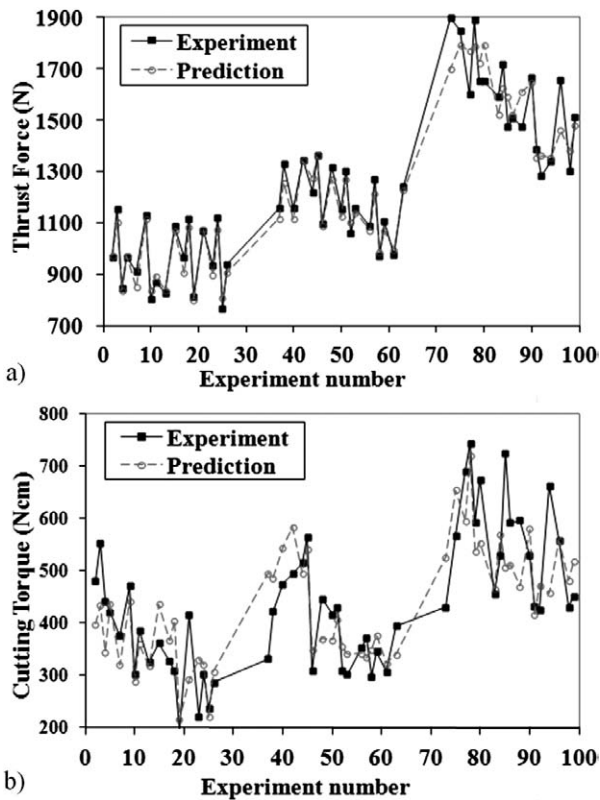 1900
1700
1500
1300
1100
900
700
Thrust Force (N)
Experiment
Prediction
0 10 20 30 40 50 60 70 80 90 100
a)
Experiment number
800
700
600
500
400
300
200
Cutting Torque (Ncm)
Experiment
Prediction
0 10 20 30 40 50 60 70 80 90 100
b)
Experiment number